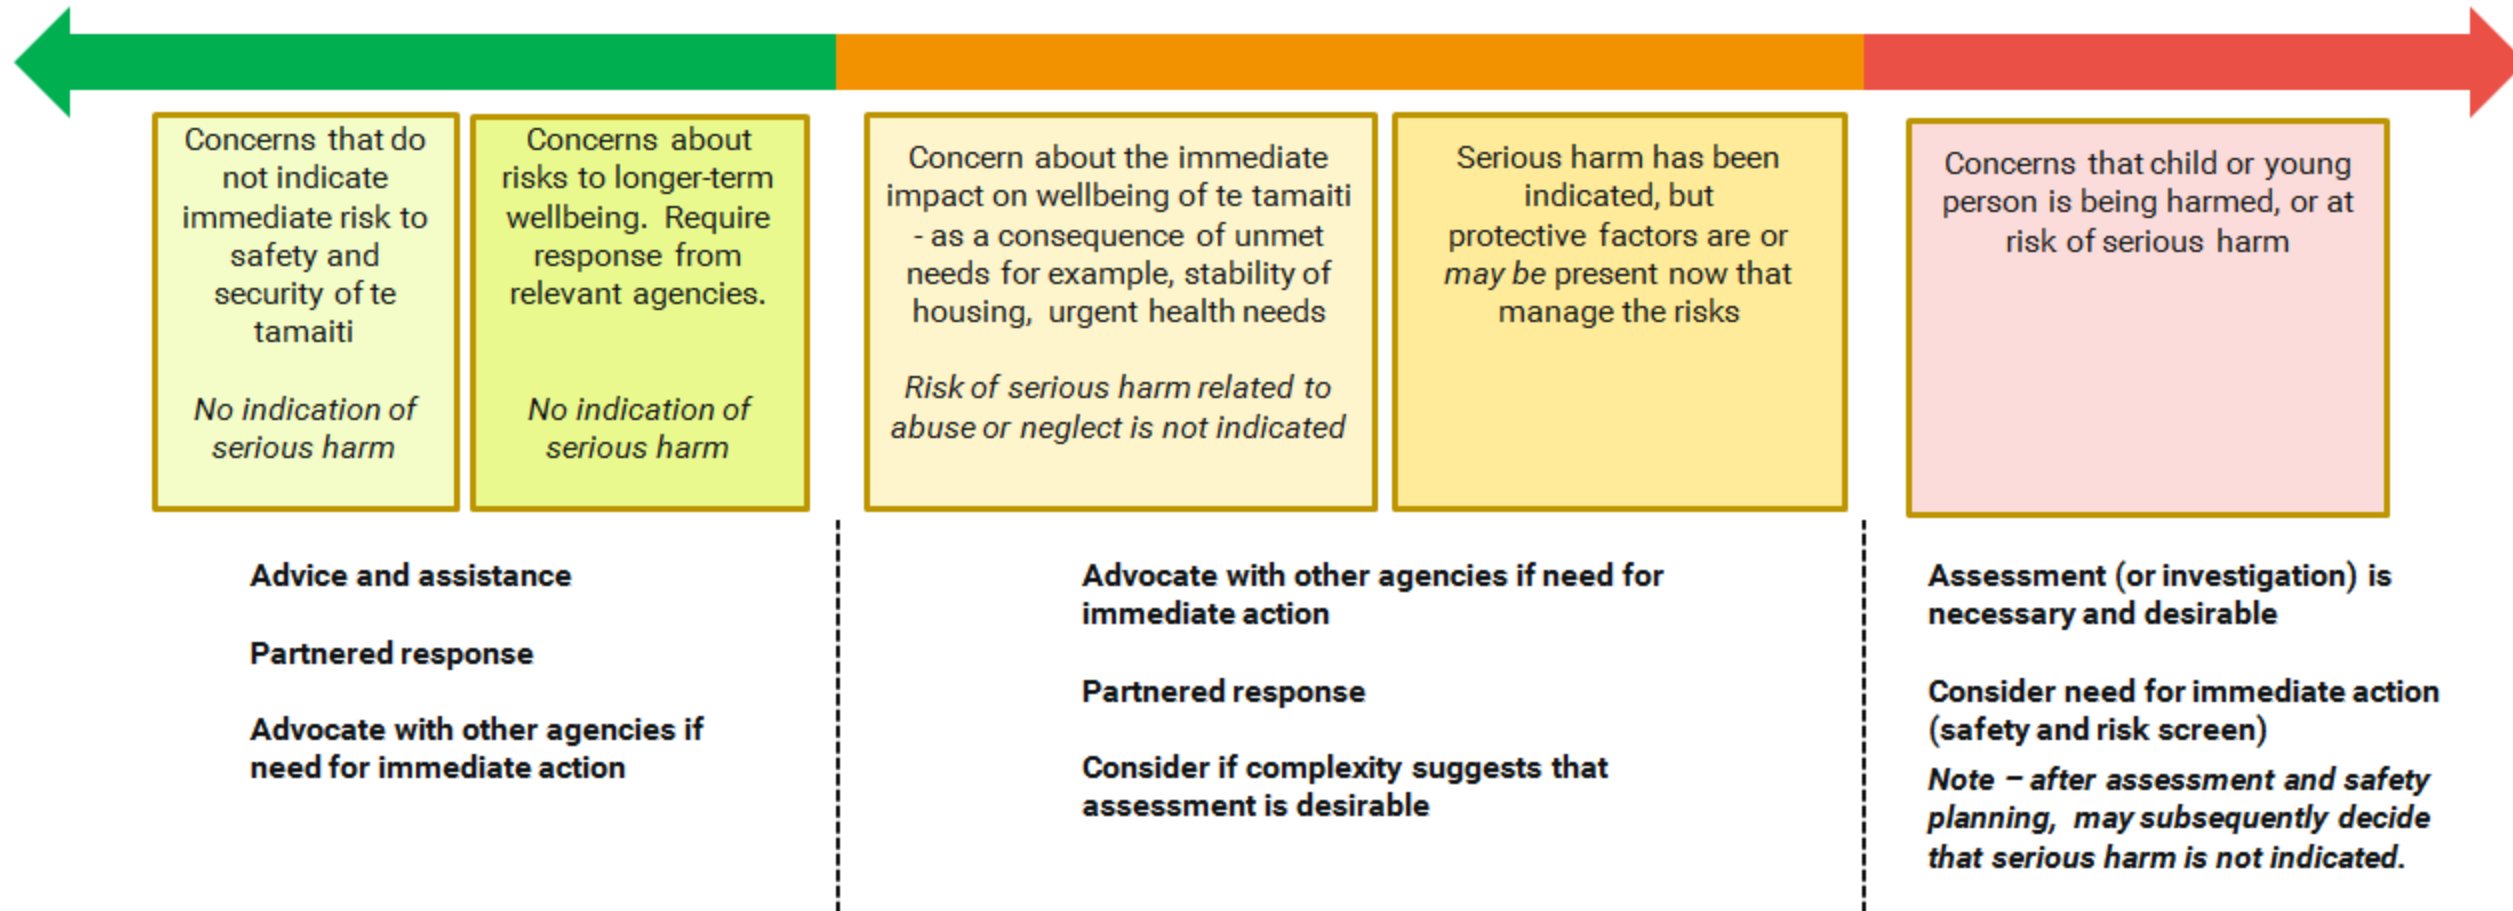 Concerns that do
not indicate
immediate risk to
safety and
security of te
tamaiti
No indication of
serious harm
Concerns about
risks to longer-term
wellbeing. Require
response from
relevant agencies.
No indication of
serious harm
Concern about the immediate
impact on wellbeing of te tamaiti
- as a consequence of unmet
needs for example, stability of
housing, urgent health needs
Risk of serious harm related to
abuse or neglect is not indicated
Serious harm has been
indicated, but
protective factors are or
may be present now that
manage the risks
Concerns that child or young
person is being harmed, or at
risk of serious harm
Advice and assistance
Partnered response
Advocate with other agencies if
need for immediate action
Advocate with other agencies if need for
immediate action
Partnered response
Consider if complexity suggests that
assessment is desirable
Assessment (or investigation) is
necessary and desirable
Consider need for immediate action
(safety and risk screen)
Note – after assessment and safety
planning, may subsequently decide
that serious harm is not indicated.